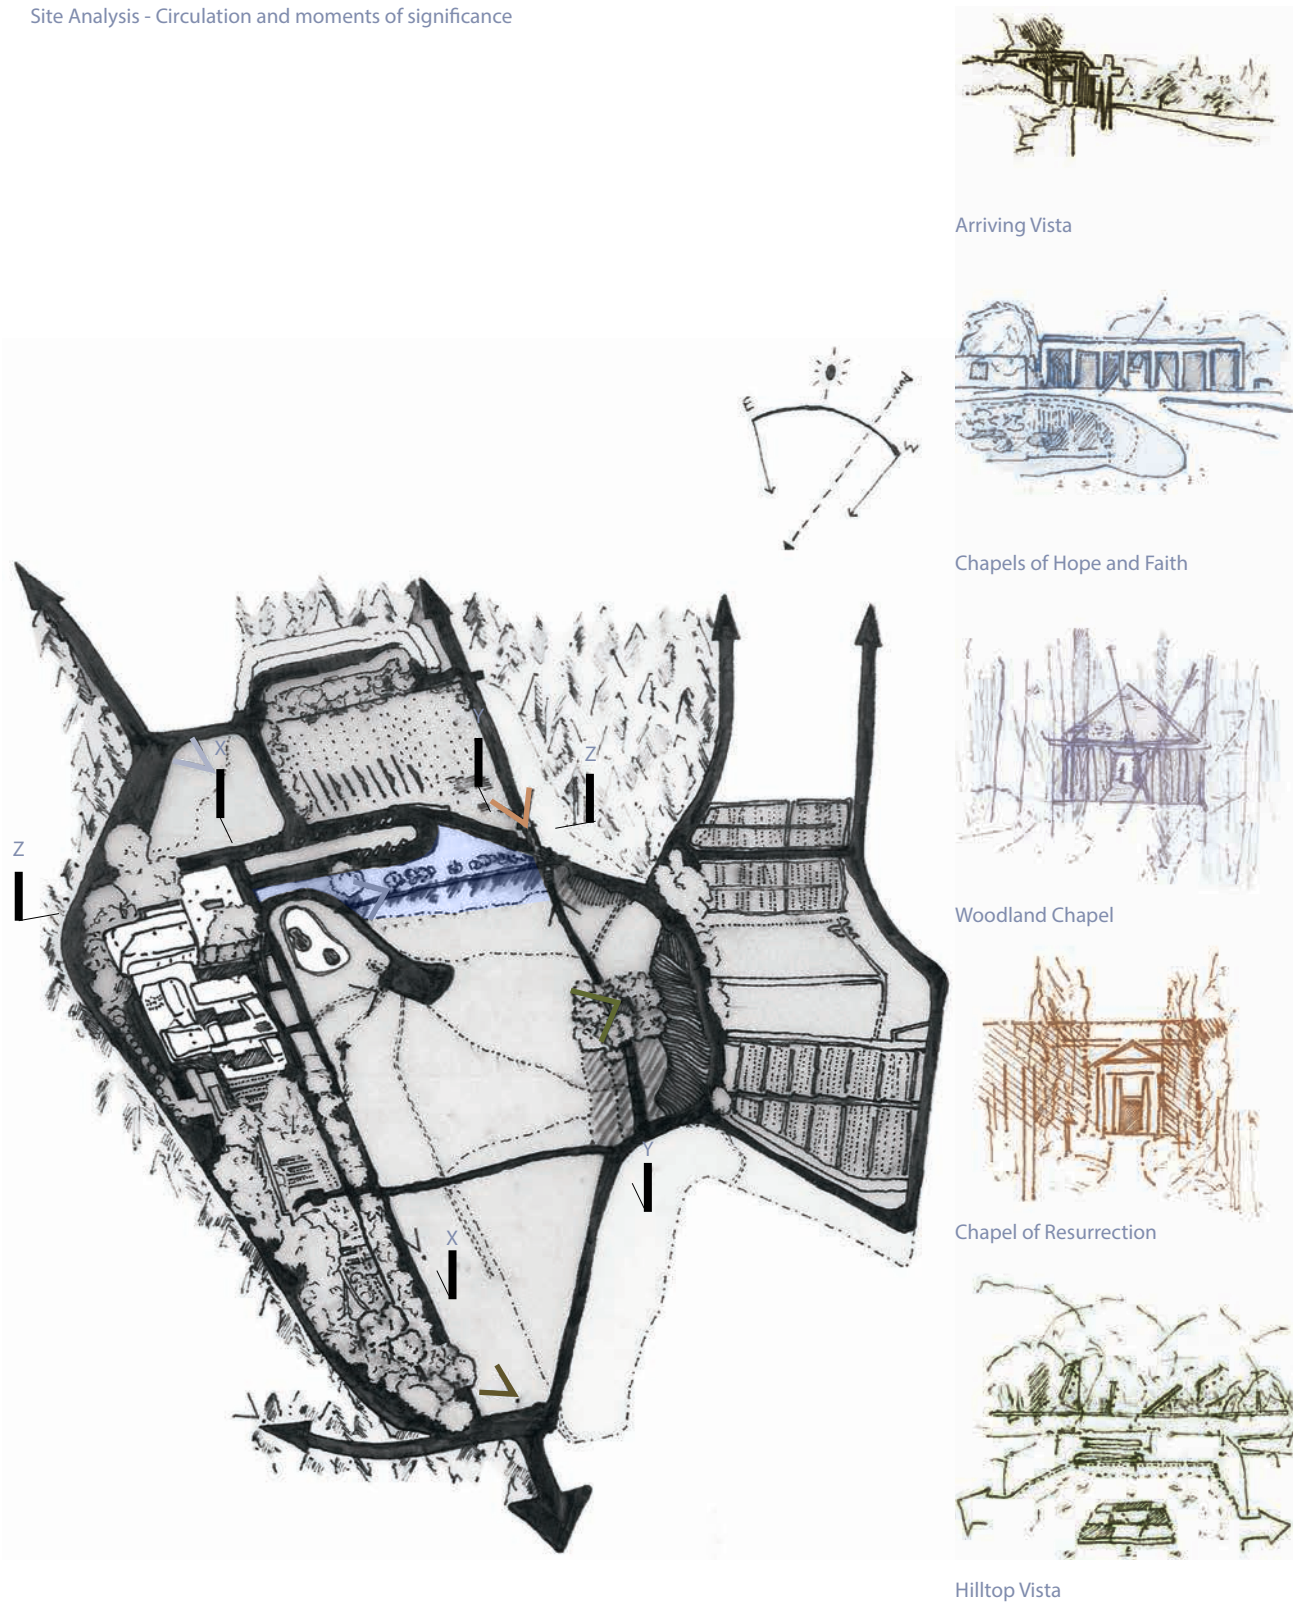 Site Analysis - Circulation and moments of significance
Arriving Vista
E
wind
W
Chapels of Hope and Faith
Y
X
Z
Z
Woodland Chapel
Y
X
Chapel of Resurrection
Hilltop Vista